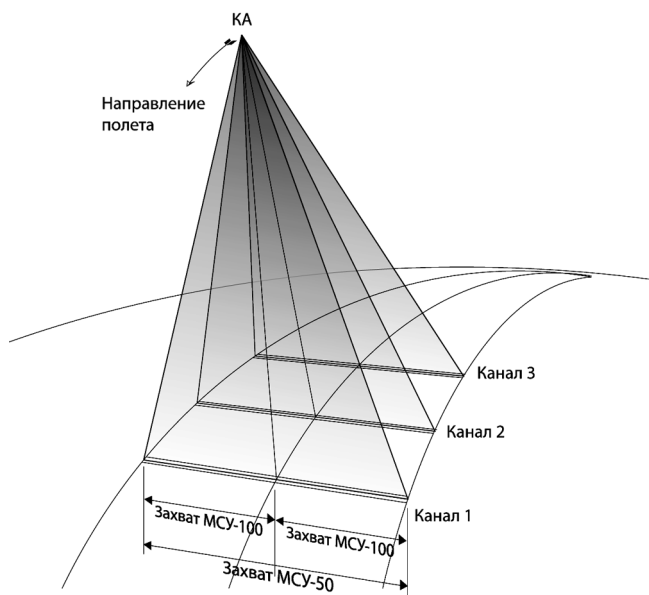 КА
Направление
полета
Канал 3
Канал 2
Канал 1
Захват МСУ-100
Захват МСУ-100
Захват МСУ-50